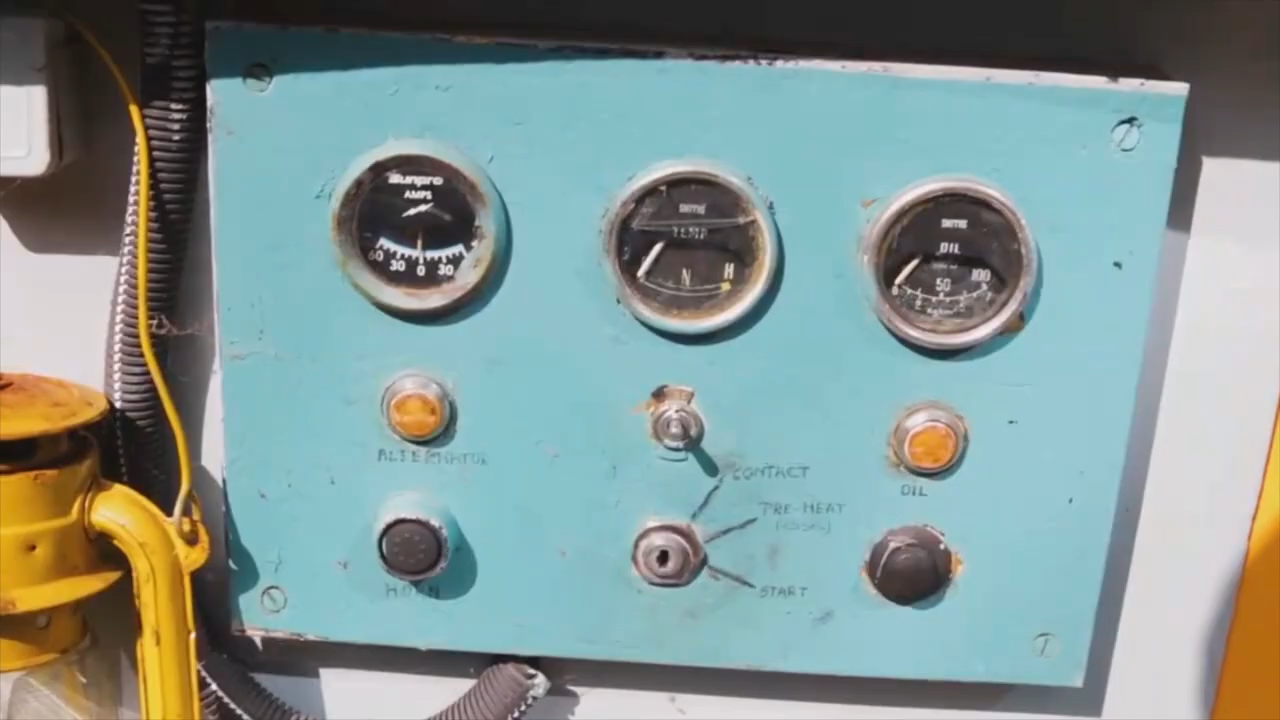 Sunpro
AMPS
60 30 0 30
SMITHS
TEMP
N H
SMITHS
OIL
0 50 100
ALTERNATOR
CONTACT
OIL
PRE-HEAT
HORN
START